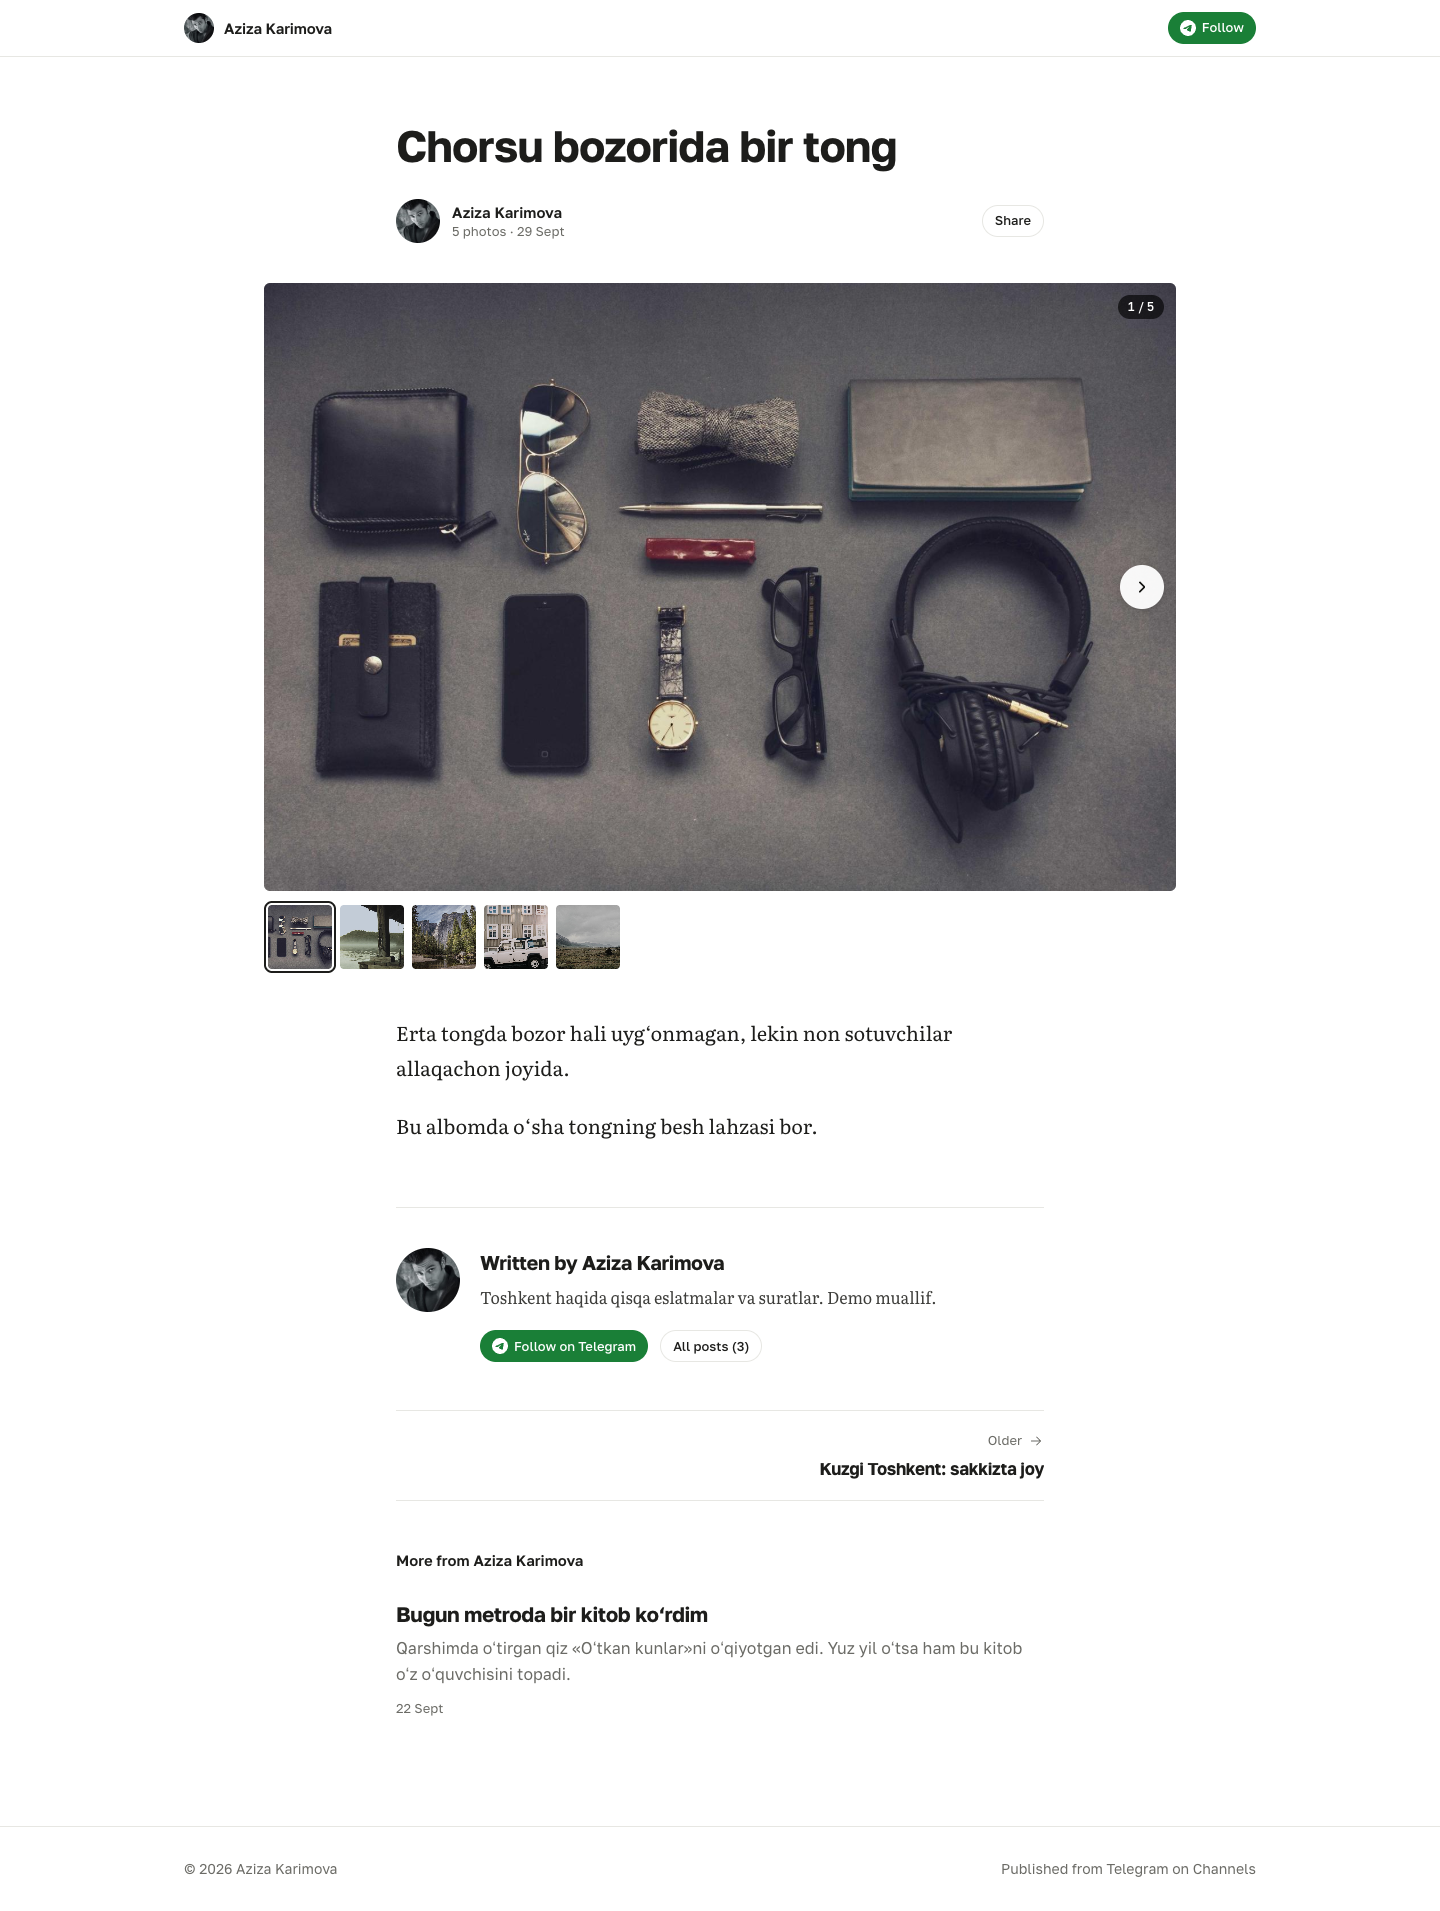 Aziza Karimova
Follow
Chorsu bozorida bir tong
Aziza Karimova
5 photos · 29 Sept
Share
1 / 5
Erta tongda bozor hali uyg‘onmagan, lekin non sotuvchilar
allaqachon joyida.
Bu albomda o‘sha tongning besh lahzasi bor.
Written by Aziza Karimova
Toshkent haqida qisqa eslatmalar va suratlar. Demo muallif.
Follow on Telegram
All posts (3)
Older →
Kuzgi Toshkent: sakkizta joy
More from Aziza Karimova
Bugun metroda bir kitob ko‘rdim
Qarshimda o‘tirgan qiz «O‘tkan kunlar»ni o‘qiyotgan edi. Yuz yil o‘tsa ham bu kitob
o‘z o‘quvchisini topadi.
22 Sept
© 2026 Aziza Karimova
Published from Telegram on Channels